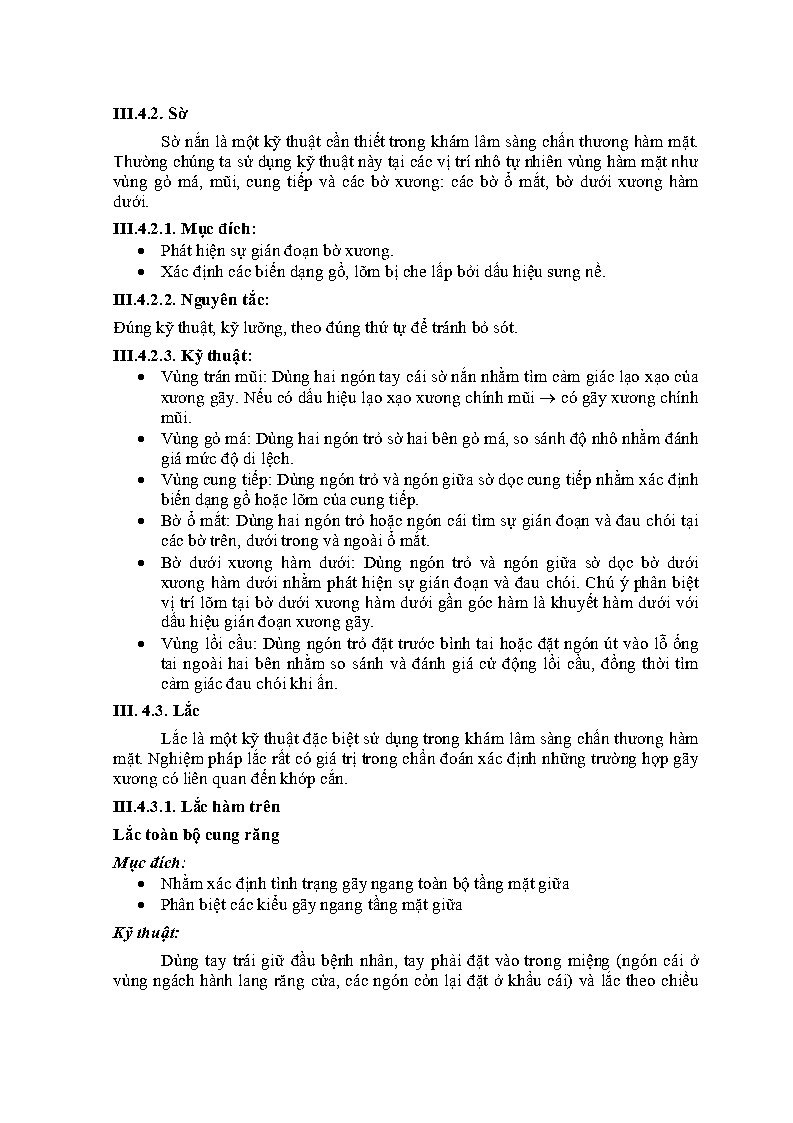 III.4.2. Sờ
Sờ nắn là một kỹ thuật cần thiết trong khám lâm sàng chấn thương hàm mặt.
Thường chúng ta sử dụng kỹ thuật này tại các vị trí nhô tự nhiên vùng hàm mặt như
vùng gò má, mũi, cung tiếp và các bờ xương: các bờ ổ mắt, bờ dưới xương hàm
dưới.
III.4.2.1. Mục đích:
• Phát hiện sự gián đoạn bờ xương.
• Xác định các biến dạng gồ, lõm bị che lấp bởi dấu hiệu sưng nề.
III.4.2.2. Nguyên tắc:
Đúng kỹ thuật, kỹ lưỡng, theo đúng thứ tự để tránh bỏ sót.
III.4.2.3. Kỹ thuật:
• Vùng trán mũi: Dùng hai ngón tay cái sờ nắn nhằm tìm cảm giác lạo xạo của
xương gãy. Nếu có dấu hiệu lạo xạo xương chính mũi → có gãy xương chính
mũi.
• Vùng gò má: Dùng hai ngón trỏ sờ hai bên gò má, so sánh độ nhô nhằm đánh
giá mức độ di lệch.
• Vùng cung tiếp: Dùng ngón trỏ và ngón giữa sờ dọc cung tiếp nhằm xác định
biến dạng gồ hoặc lõm của cung tiếp.
• Bờ ổ mắt: Dùng hai ngón trỏ hoặc ngón cái tìm sự gián đoạn và đau chói tại
các bờ trên, dưới trong và ngoài ổ mắt.
• Bờ dưới xương hàm dưới: Dùng ngón trỏ và ngón giữa sờ dọc bờ dưới
xương hàm dưới nhằm phát hiện sự gián đoạn và đau chói. Chú ý phân biệt
vị trí lõm tại bờ dưới xương hàm dưới gần góc hàm là khuyết hàm dưới với
dấu hiệu gián đoạn xương gãy.
• Vùng lồi cầu: Dùng ngón trỏ đặt trước bình tai hoặc đặt ngón út vào lỗ ống
tai ngoài hai bên nhằm so sánh và đánh giá cử động lồi cầu, đồng thời tìm
cảm giác đau chói khi ấn.
III. 4.3. Lắc
Lắc là một kỹ thuật đặc biệt sử dụng trong khám lâm sàng chấn thương hàm
mặt. Nghiệm pháp lắc rất có giá trị trong chẩn đoán xác định những trường hợp gãy
xương có liên quan đến khớp cắn.
III.4.3.1. Lắc hàm trên
Lắc toàn bộ cung răng
Mục đích:
• Nhằm xác định tình trạng gãy ngang toàn bộ tầng mặt giữa
• Phân biệt các kiểu gãy ngang tầng mặt giữa
Kỹ thuật:
Dùng tay trái giữ đầu bệnh nhân, tay phải đặt vào trong miệng (ngón cái ở
vùng ngách hành lang răng cửa, các ngón còn lại đặt ở khẩu cái) và lắc theo chiều